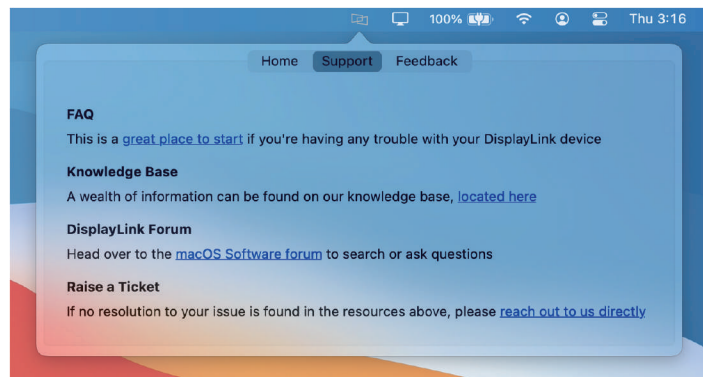 100% Thu 3:16
Home Support Feedback
FAQ
This is a great place to start if you're having any trouble with your DisplayLink device
Knowledge Base
A wealth of information can be found on our knowledge base, located here
DisplayLink Forum
Head over to the macOS Software forum to search or ask questions
Raise a Ticket
If no resolution to your issue is found in the resources above, please reach out to us directly